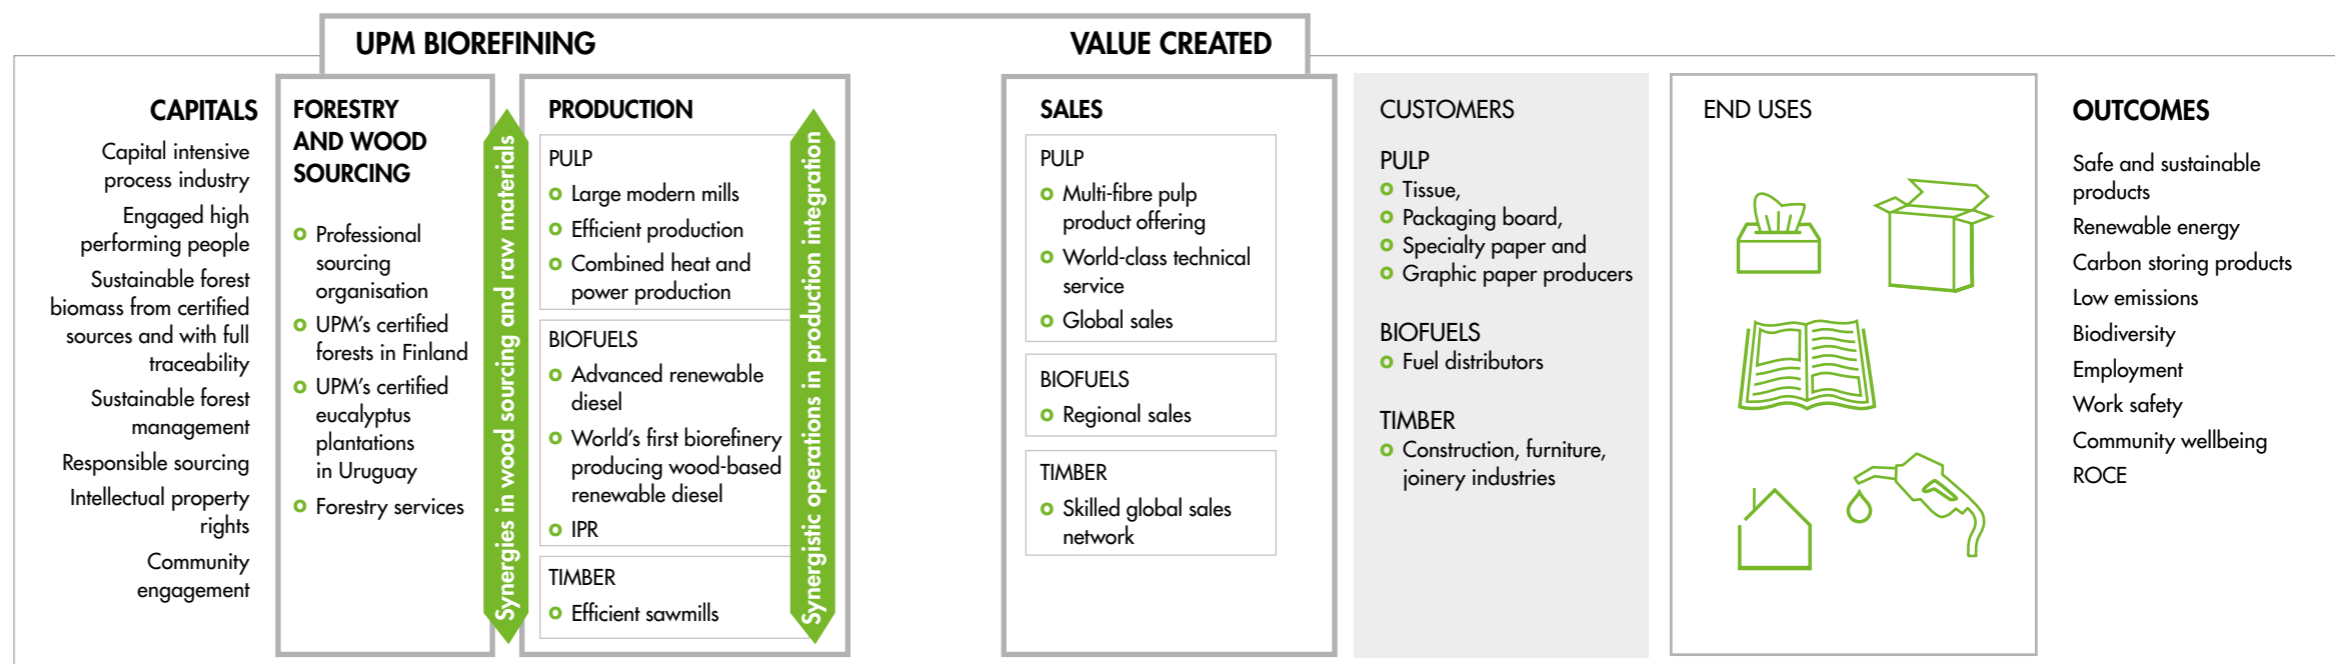 UPM BIOREFINING
VALUE CREATED
CAPITALS
Capital intensive
process industry
Engaged high
performing people
Sustainable forest
biomass from certified
sources and with full
traceability
Sustainable forest
management
Responsible sourcing
Intellectual property
rights
Community
engagement
FORESTRY
AND WOOD
SOURCING
Professional
sourcing
organisation
UPM’s certified
forests in Finland
UPM’s certified
eucalyptus
plantations
in Uruguay
Forestry services
Synergies in wood sourcing and raw materials
PRODUCTION
PULP
Large modern mills
Efficient production
Combined heat and
power production
BIOFUELS
Advanced renewable
diesel
World’s first biorefinery
producing wood-based
renewable diesel
IPR
TIMBER
Efficient sawmills
Synergistic operations in production integration
SALES
PULP
Multi-fibre pulp
product offering
World-class technical
service
Global sales
BIOFUELS
Regional sales
TIMBER
Skilled global sales
network
CUSTOMERS
PULP
Tissue,
Packaging board,
Specialty paper and
Graphic paper producers
BIOFUELS
Fuel distributors
TIMBER
Construction, furniture,
joinery industries
END USES
OUTCOMES
Safe and sustainable
products
Renewable energy
Carbon storing products
Low emissions
Biodiversity
Employment
Work safety
Community wellbeing
ROCE